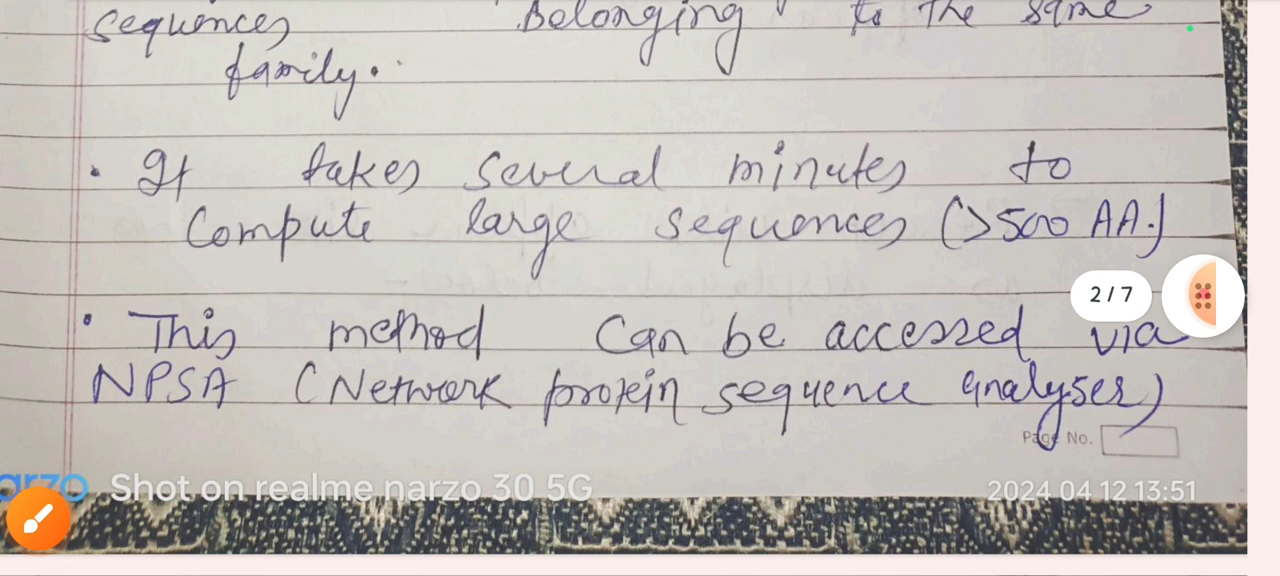 sequences Belonging to the same
family.
• It takes several minutes to
Compute large sequences (>500 AA.)
2 / 7
• This method Can be accessed via
NPSA (Network protein sequence analyser)
Page No.
narzo Shot on realme narzo 30 5G
2024 04 12 13:51